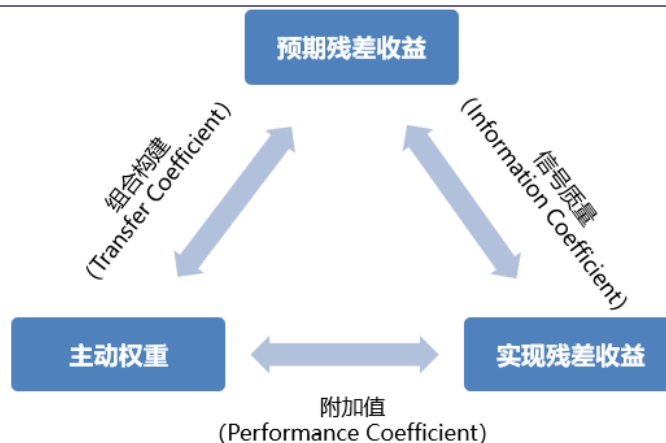 预期残差收益
组合构建
(Transfer Coefficient)
信号质量
(Information Coefficient)
主动权重
实现残差收益
附加值
(Performance Coefficient)